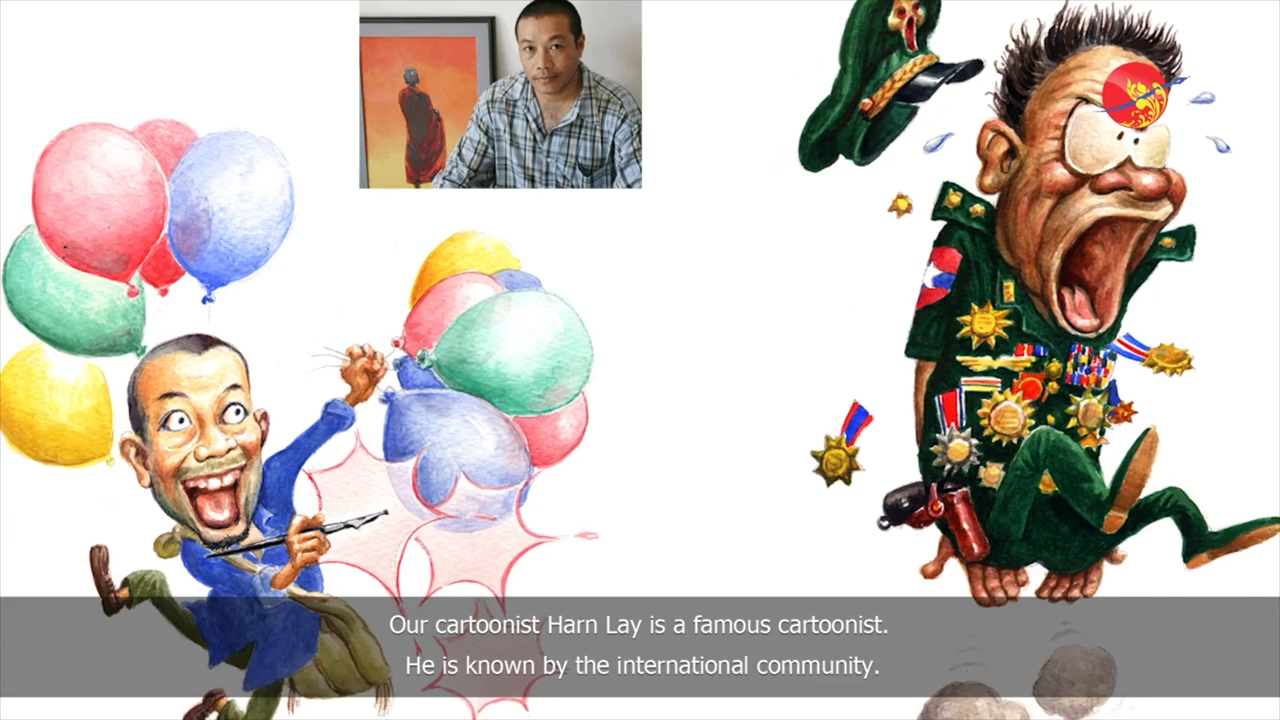 Our cartoonist Harn Lay is a famous cartoonist.
He is known by the international community.